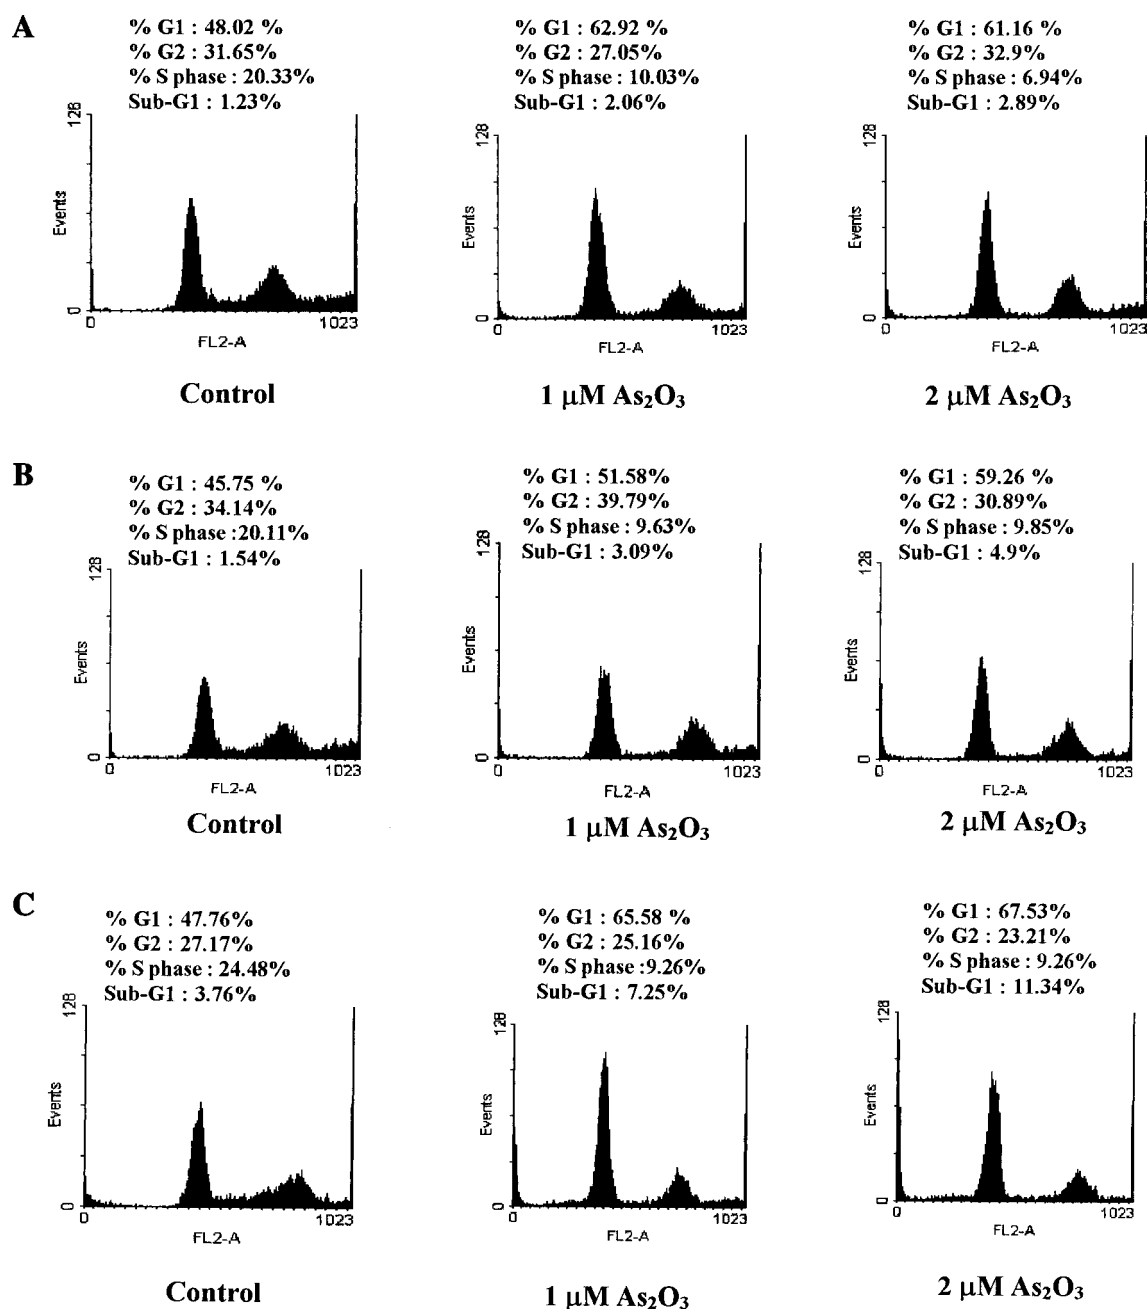 A
% G1 : 48.02 %
% G2 : 31.65%
% S phase : 20.33%
Sub-G1 : 1.23%
128
Events
0
0
1023
FL2-A
Control
% G1 : 62.92 %
% G2 : 27.05%
% S phase : 10.03%
Sub-G1 : 2.06%
128
Events
0
0
1023
FL2-A
1 μM As₂O₃
% G1 : 61.16 %
% G2 : 32.9%
% S phase : 6.94%
Sub-G1 : 2.89%
128
Events
0
0
1023
FL2-A
2 μM As₂O₃
B
% G1 : 45.75 %
% G2 : 34.14%
% S phase :20.11%
Sub-G1 : 1.54%
128
Events
0
0
1023
FL2-A
Control
% G1 : 51.58%
% G2 : 39.79%
% S phase : 9.63%
Sub-G1 : 3.09%
128
Events
0
0
1023
FL2-A
1 μM As₂O₃
% G1 : 59.26 %
% G2 : 30.89%
% S phase : 9.85%
Sub-G1 : 4.9%
128
Events
0
0
1023
FL2-A
2 μM As₂O₃
C
% G1 : 47.76%
% G2 : 27.17%
% S phase : 24.48%
Sub-G1 : 3.76%
128
Events
0
0
1023
FL2-A
Control
% G1 : 65.58 %
% G2 : 25.16%
% S phase :9.26%
Sub-G1 : 7.25%
128
Events
0
0
1023
FL2-A
1 μM As₂O₃
% G1 : 67.53%
% G2 : 23.21%
% S phase : 9.26%
Sub-G1 : 11.34%
128
Events
0
0
1023
FL2-A
2 μM As₂O₃